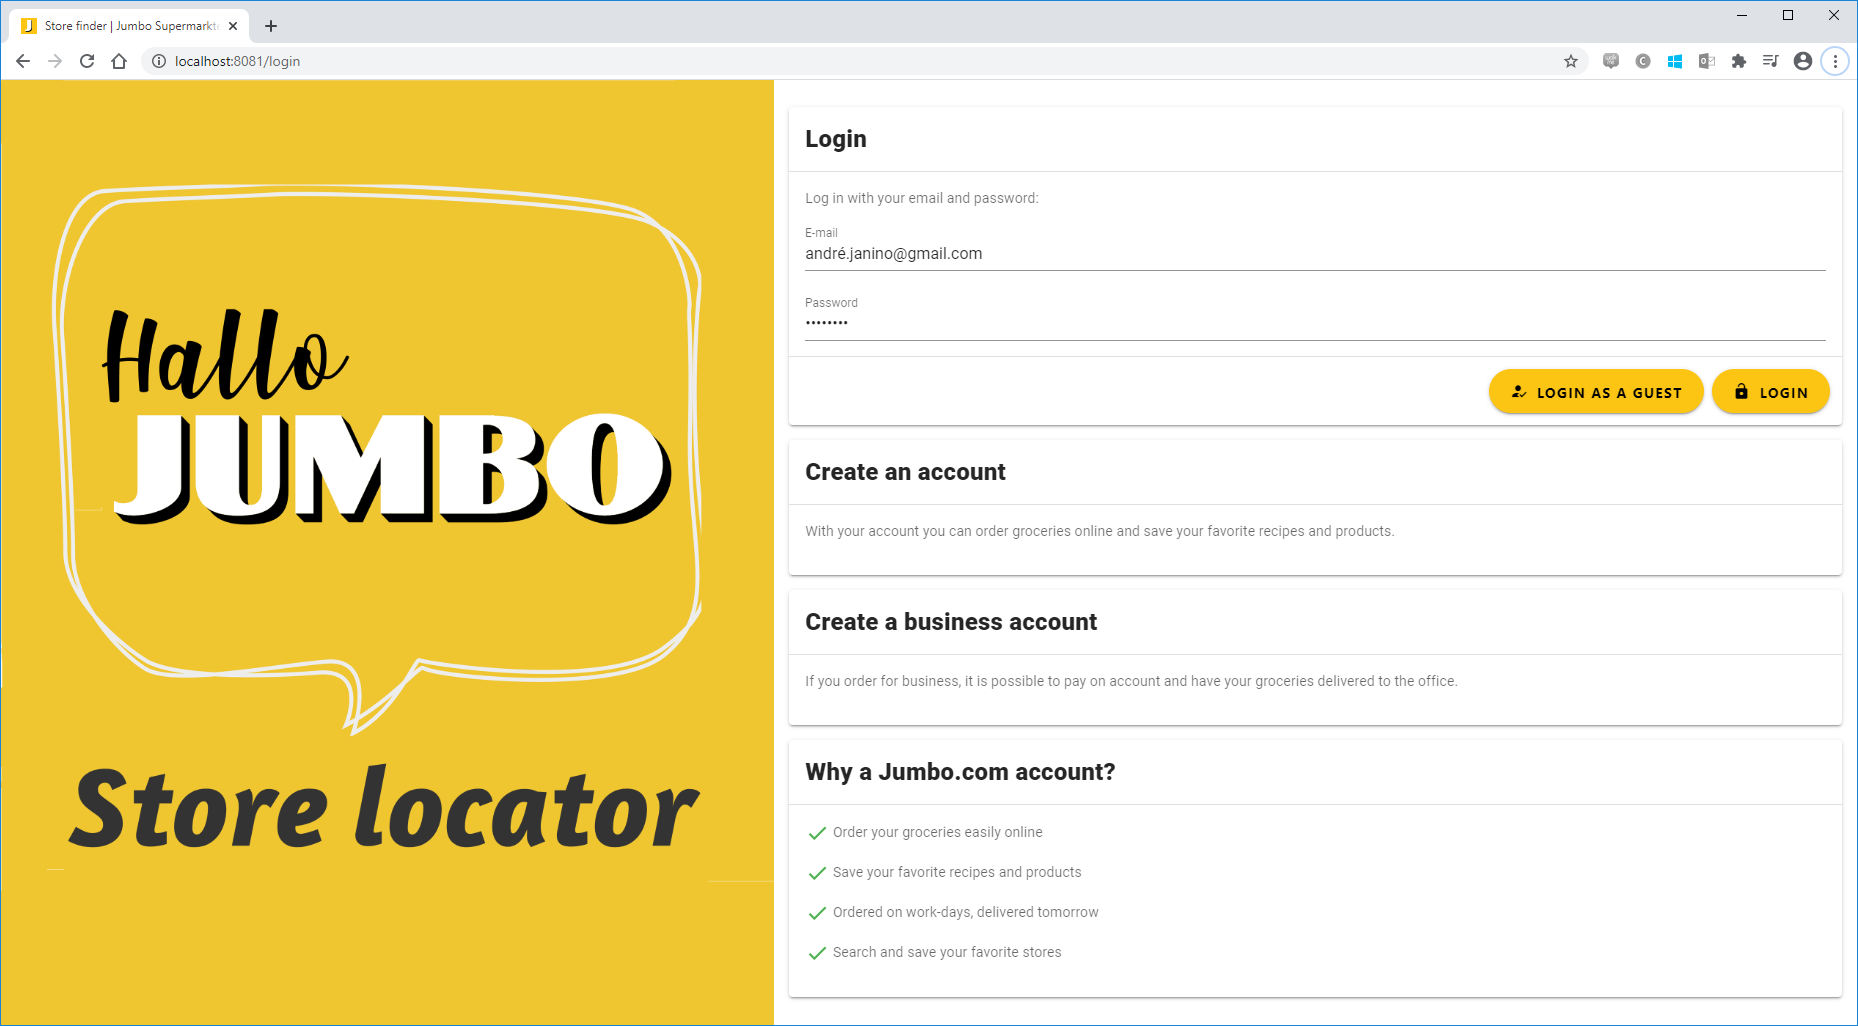 Store finder | Jumbo Supermarkte
localhost:8081/login
Hallo
JUMBO
Store locator
Login
Log in with your email and password:
E-mail
andré.janino@gmail.com
Password
••••••••
LOGIN AS A GUEST
LOGIN
Create an account
With your account you can order groceries online and save your favorite recipes and products.
Create a business account
If you order for business, it is possible to pay on account and have your groceries delivered to the office.
Why a Jumbo.com account?
Order your groceries easily online
Save your favorite recipes and products
Ordered on work-days, delivered tomorrow
Search and save your favorite stores